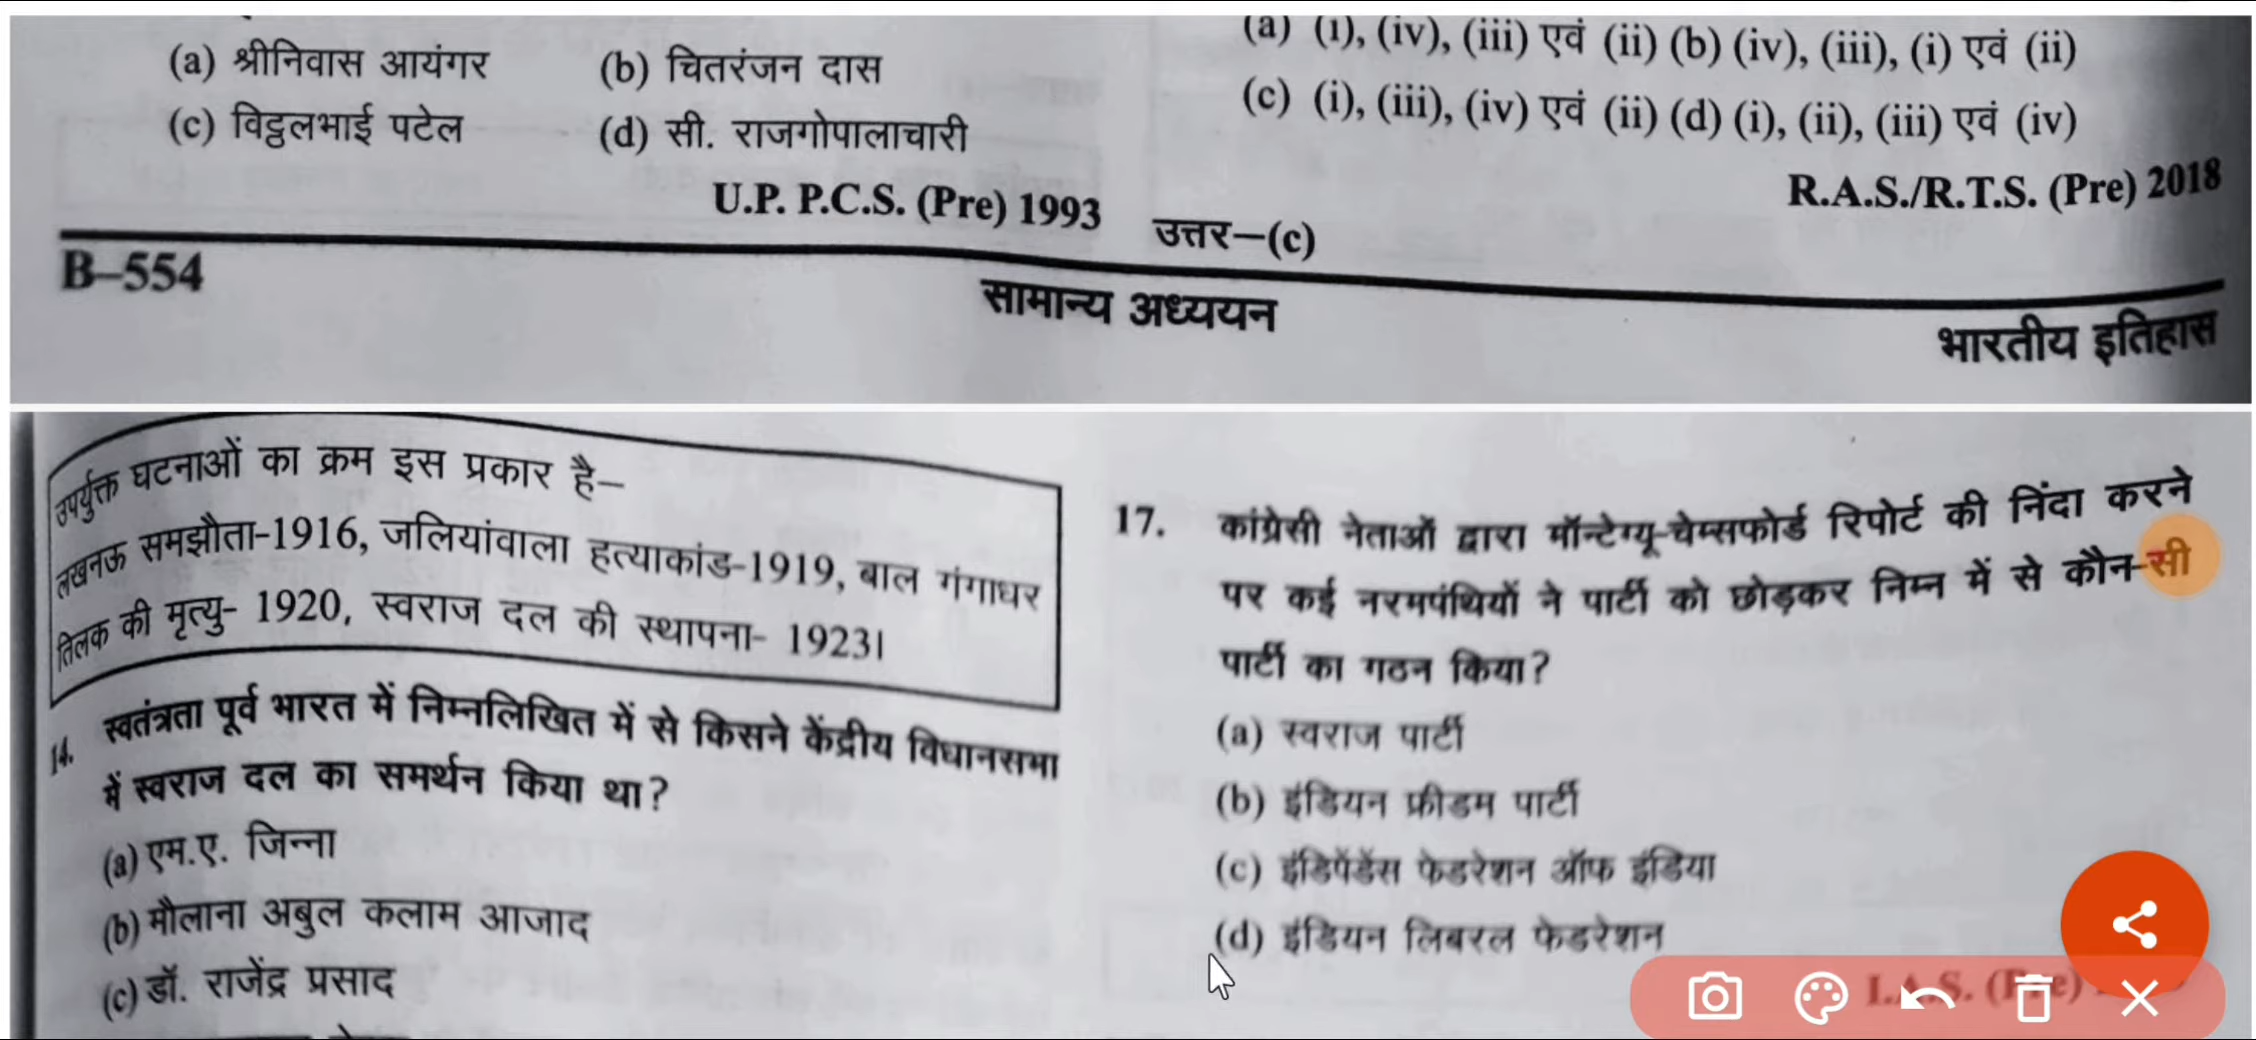 (a) श्रीनिवास आयंगर (b) चितरंजन दास
(c) विट्ठलभाई पटेल (d) सी. राजगोपालाचारी
U.P. P.C.S. (Pre) 1993
(a) (i), (iv), (iii) एवं (ii) (b) (iv), (iii), (i) एवं (ii)
(c) (i), (iii), (iv) एवं (ii) (d) (i), (ii), (iii) एवं (iv)
R.A.S./R.T.S. (Pre) 2018
उत्तर–(c)
B–554
सामान्य अध्ययन
भारतीय इतिहास
उपर्युक्त घटनाओं का क्रम इस प्रकार है–
लखनऊ समझौता-1916, जलियांवाला हत्याकांड-1919, बाल गंगाधर
तिलक की मृत्यु- 1920, स्वराज दल की स्थापना- 1923।
14. स्वतंत्रता पूर्व भारत में निम्नलिखित में से किसने केंद्रीय विधानसभा
में स्वराज दल का समर्थन किया था?
(a) एम.ए. जिन्ना
(b) मौलाना अबुल कलाम आजाद
(c) डॉ. राजेंद्र प्रसाद
17. कांग्रेसी नेताओं द्वारा मॉन्टेग्यू-चेम्सफोर्ड रिपोर्ट की निंदा करने
पर कई नरमपंथियों ने पार्टी को छोड़कर निम्न में से कौन-सी
पार्टी का गठन किया?
(a) स्वराज पार्टी
(b) इंडियन फ्रीडम पार्टी
(c) इंडिपेंडेंस फेडरेशन ऑफ इंडिया
(d) इंडियन लिबरल फेडरेशन
I.A.S. (Pre)